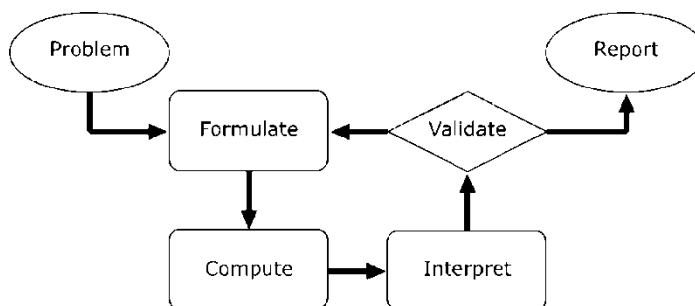 Problem
Report
Formulate
Validate
Compute
Interpret